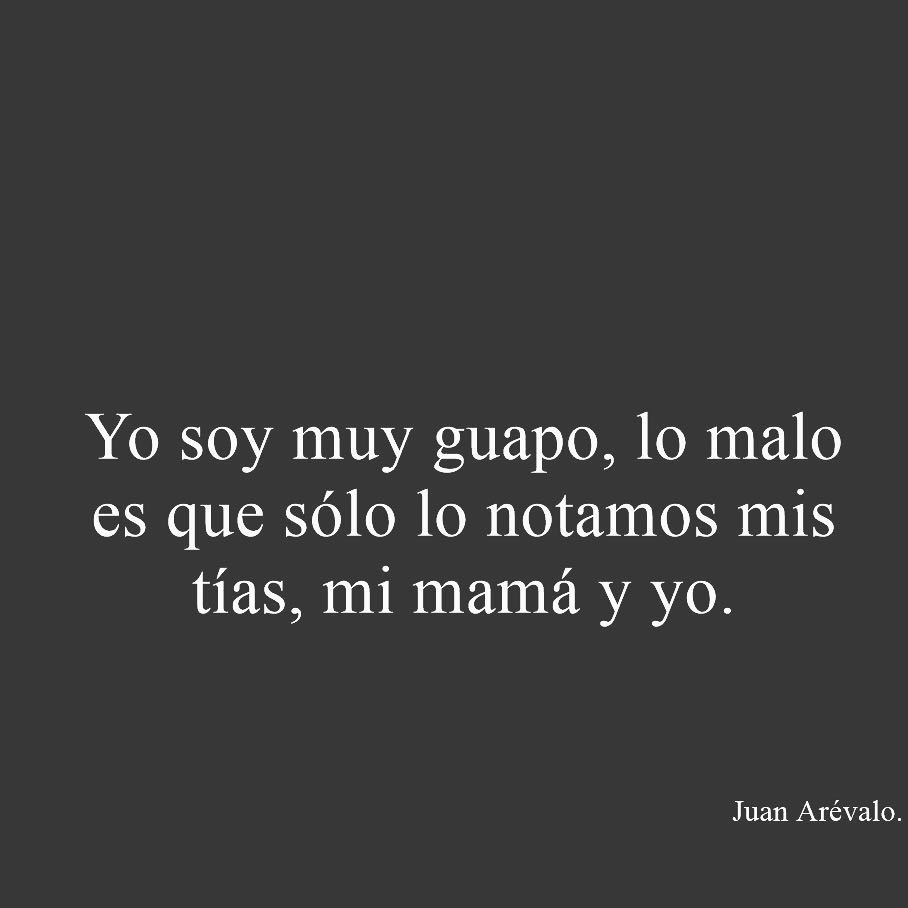 Yo soy muy guapo, lo malo
es que sólo lo notamos mis
tías, mi mamá y yo.
Juan Arévalo.